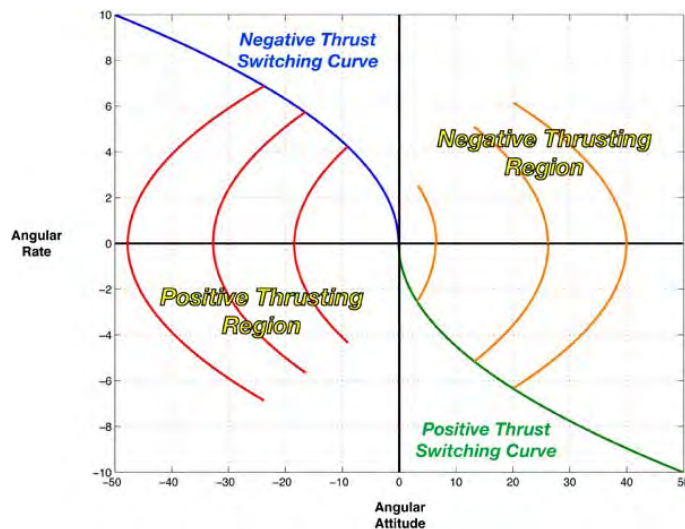 10
8
6
4
2
0
−2
−4
−6
−8
−10
Angular
Rate
Negative Thrust
Switching Curve
Negative Thrusting
Region
Positive Thrusting
Region
Positive Thrust
Switching Curve
−50 −40 −30 −20 −10 0 10 20 30 40 50
Angular
Attitude